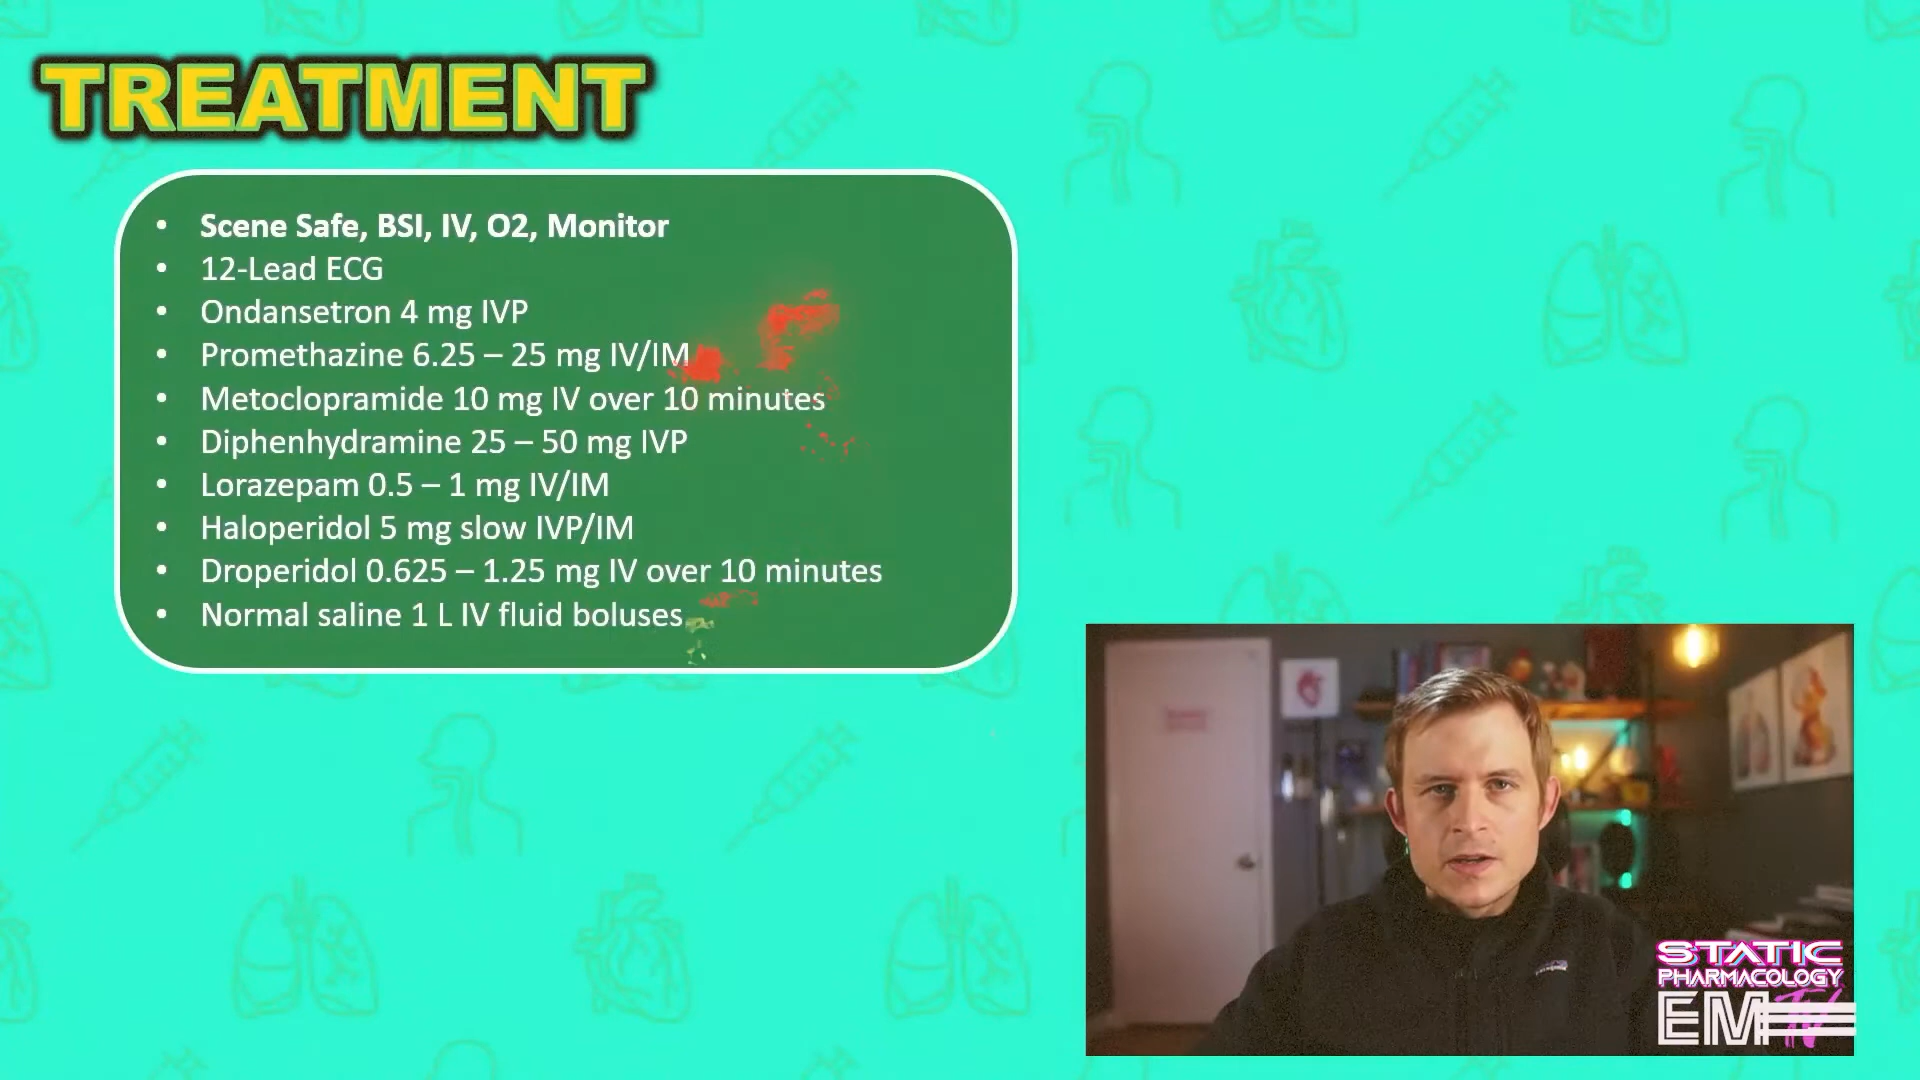 TREATMENT
• Scene Safe, BSI, IV, O2, Monitor
• 12-Lead ECG
• Ondansetron 4 mg IVP
• Promethazine 6.25 – 25 mg IV/IM
• Metoclopramide 10 mg IV over 10 minutes
• Diphenhydramine 25 – 50 mg IVP
• Lorazepam 0.5 – 1 mg IV/IM
• Haloperidol 5 mg slow IVP/IM
• Droperidol 0.625 – 1.25 mg IV over 10 minutes
• Normal saline 1 L IV fluid boluses
STATIC
PHARMACOLOGY
EMTV